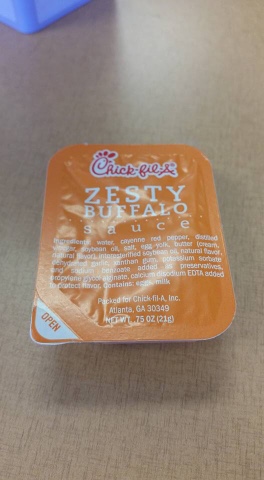 Chick-fil-A
ZESTY
BUFFALO
sauce
Ingredients: water, cayenne red pepper, distilled
vinegar, soybean oil, salt, egg yolk, butter (cream,
natural flavor), interesterified soybean oil, natural flavor,
dehydrated garlic, xanthan gum, potassium sorbate
and sodium benzoate added as preservatives,
propylene glycol alginate, calcium disodium EDTA added
to protect flavor. Contains: eggs, milk
Packed for Chick-fil-A, Inc.
Atlanta, GA 30349
NET WT. .75 OZ (21g)
OPEN